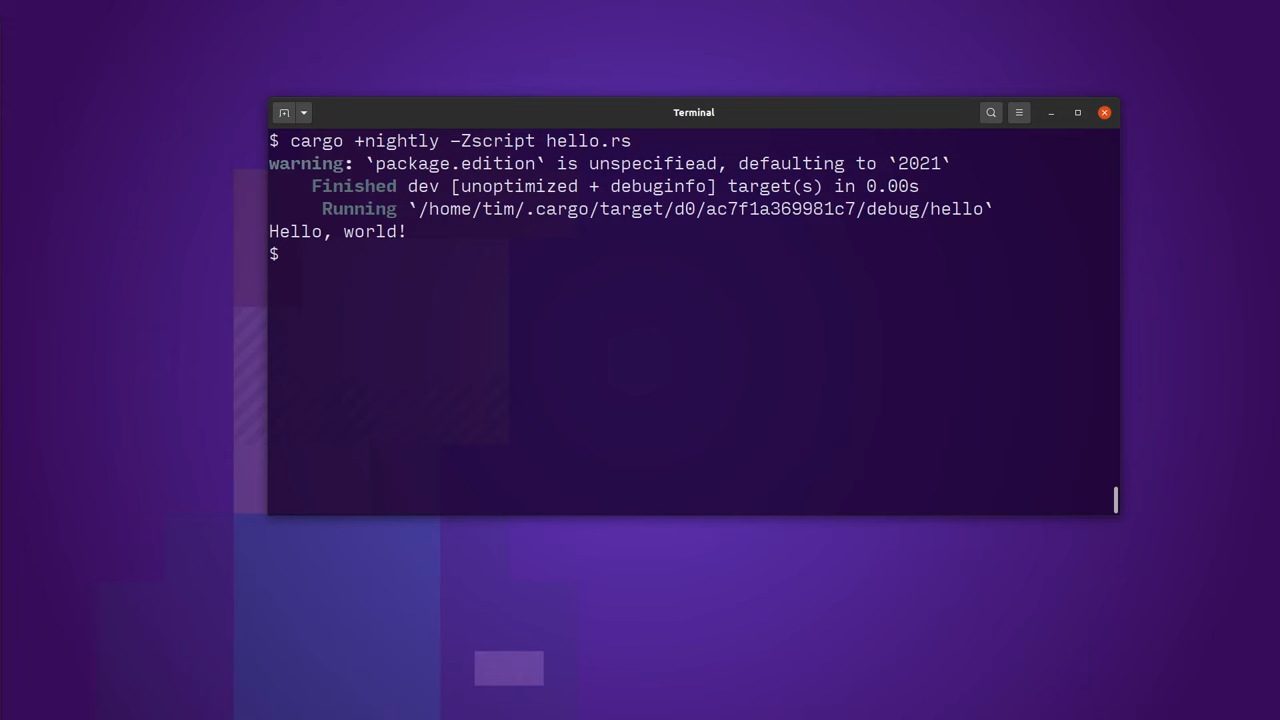 Terminal
$ cargo +nightly -Zscript hello.rs
warning: `package.edition` is unspecifiead, defaulting to `2021`
Finished dev [unoptimized + debuginfo] target(s) in 0.00s
Running `/home/tim/.cargo/target/d0/ac7f1a369981c7/debug/hello`
Hello, world!
$